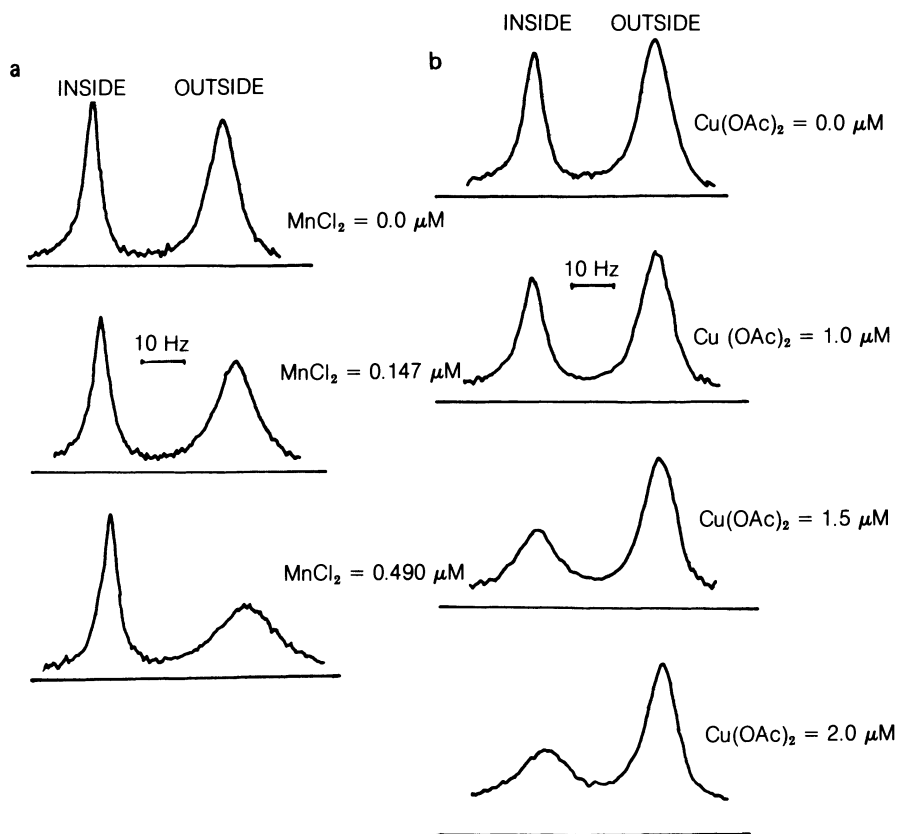 a
INSIDE OUTSIDE
MnCl₂ = 0.0 μM
10 Hz
MnCl₂ = 0.147 μM
MnCl₂ = 0.490 μM
b
INSIDE OUTSIDE
Cu(OAc)₂ = 0.0 μM
10 Hz
Cu (OAc)₂ = 1.0 μM
Cu(OAc)₂ = 1.5 μM
Cu(OAc)₂ = 2.0 μM